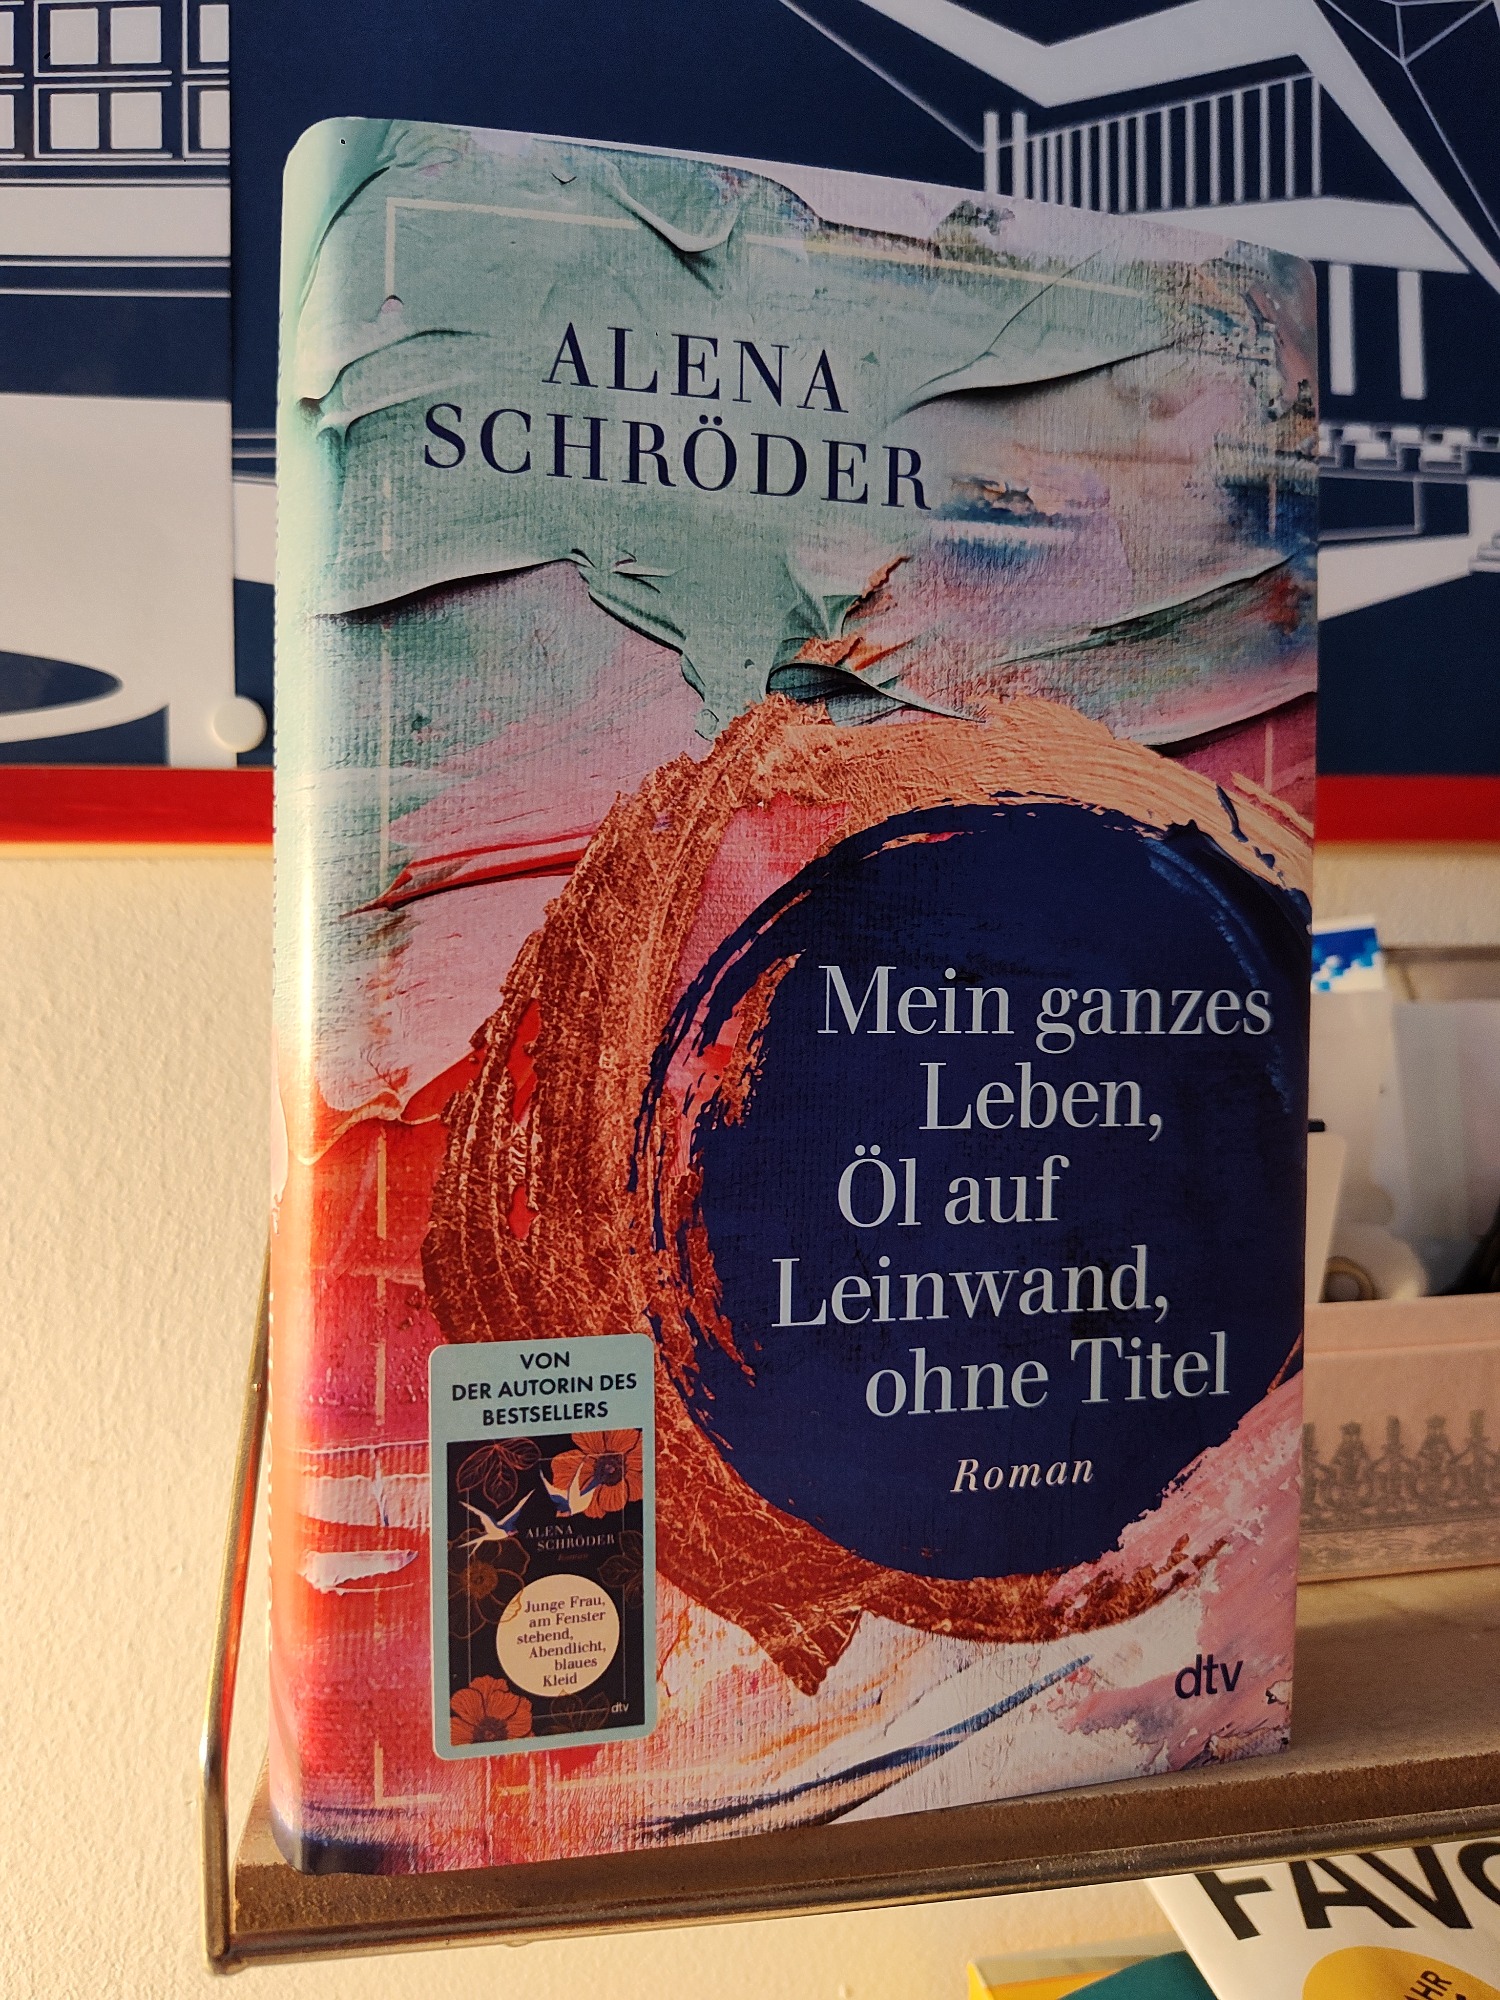 ALENA
SCHRÖDER
Mein ganzes
Leben,
Öl auf
Leinwand,
ohne Titel
Roman
VON
DER AUTORIN DES
BESTSELLERS
ALENA
SCHRÖDER
Roman
Junge Frau,
am Fenster
stehend,
Abendlicht,
blaues
Kleid
dtv
dtv